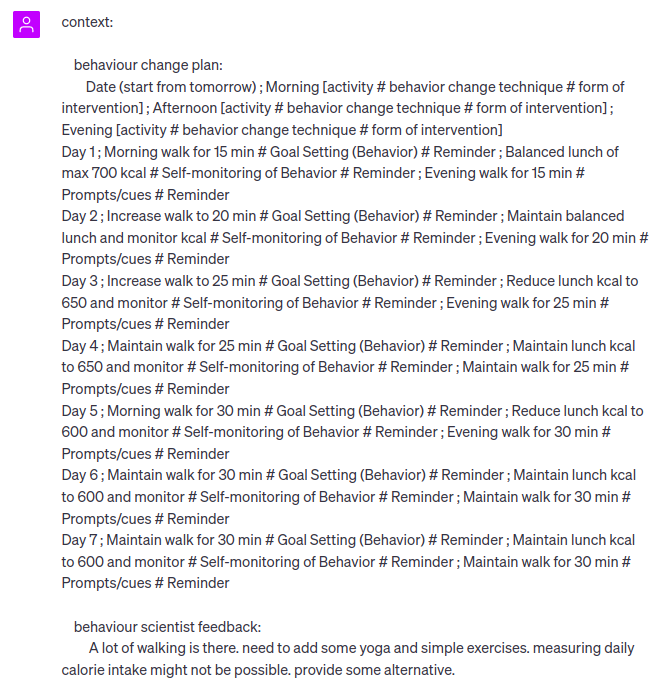 context:
behaviour change plan:
Date (start from tomorrow) ; Morning [activity # behavior change technique # form of
intervention] ; Afternoon [activity # behavior change technique # form of intervention] ;
Evening [activity # behavior change technique # form of intervention]
Day 1 ; Morning walk for 15 min # Goal Setting (Behavior) # Reminder ; Balanced lunch of
max 700 kcal # Self-monitoring of Behavior # Reminder ; Evening walk for 15 min #
Prompts/cues # Reminder
Day 2 ; Increase walk to 20 min # Goal Setting (Behavior) # Reminder ; Maintain balanced
lunch and monitor kcal # Self-monitoring of Behavior # Reminder ; Evening walk for 20 min #
Prompts/cues # Reminder
Day 3 ; Increase walk to 25 min # Goal Setting (Behavior) # Reminder ; Reduce lunch kcal to
650 and monitor # Self-monitoring of Behavior # Reminder ; Evening walk for 25 min #
Prompts/cues # Reminder
Day 4 ; Maintain walk for 25 min # Goal Setting (Behavior) # Reminder ; Maintain lunch kcal
to 650 and monitor # Self-monitoring of Behavior # Reminder ; Maintain walk for 25 min #
Prompts/cues # Reminder
Day 5 ; Morning walk for 30 min # Goal Setting (Behavior) # Reminder ; Reduce lunch kcal to
600 and monitor # Self-monitoring of Behavior # Reminder ; Evening walk for 30 min #
Prompts/cues # Reminder
Day 6 ; Maintain walk for 30 min # Goal Setting (Behavior) # Reminder ; Maintain lunch kcal
to 600 and monitor # Self-monitoring of Behavior # Reminder ; Maintain walk for 30 min #
Prompts/cues # Reminder
Day 7 ; Maintain walk for 30 min # Goal Setting (Behavior) # Reminder ; Maintain lunch kcal
to 600 and monitor # Self-monitoring of Behavior # Reminder ; Maintain walk for 30 min #
Prompts/cues # Reminder
behaviour scientist feedback:
A lot of walking is there. need to add some yoga and simple exercises. measuring daily
calorie intake might not be possible. provide some alternative.